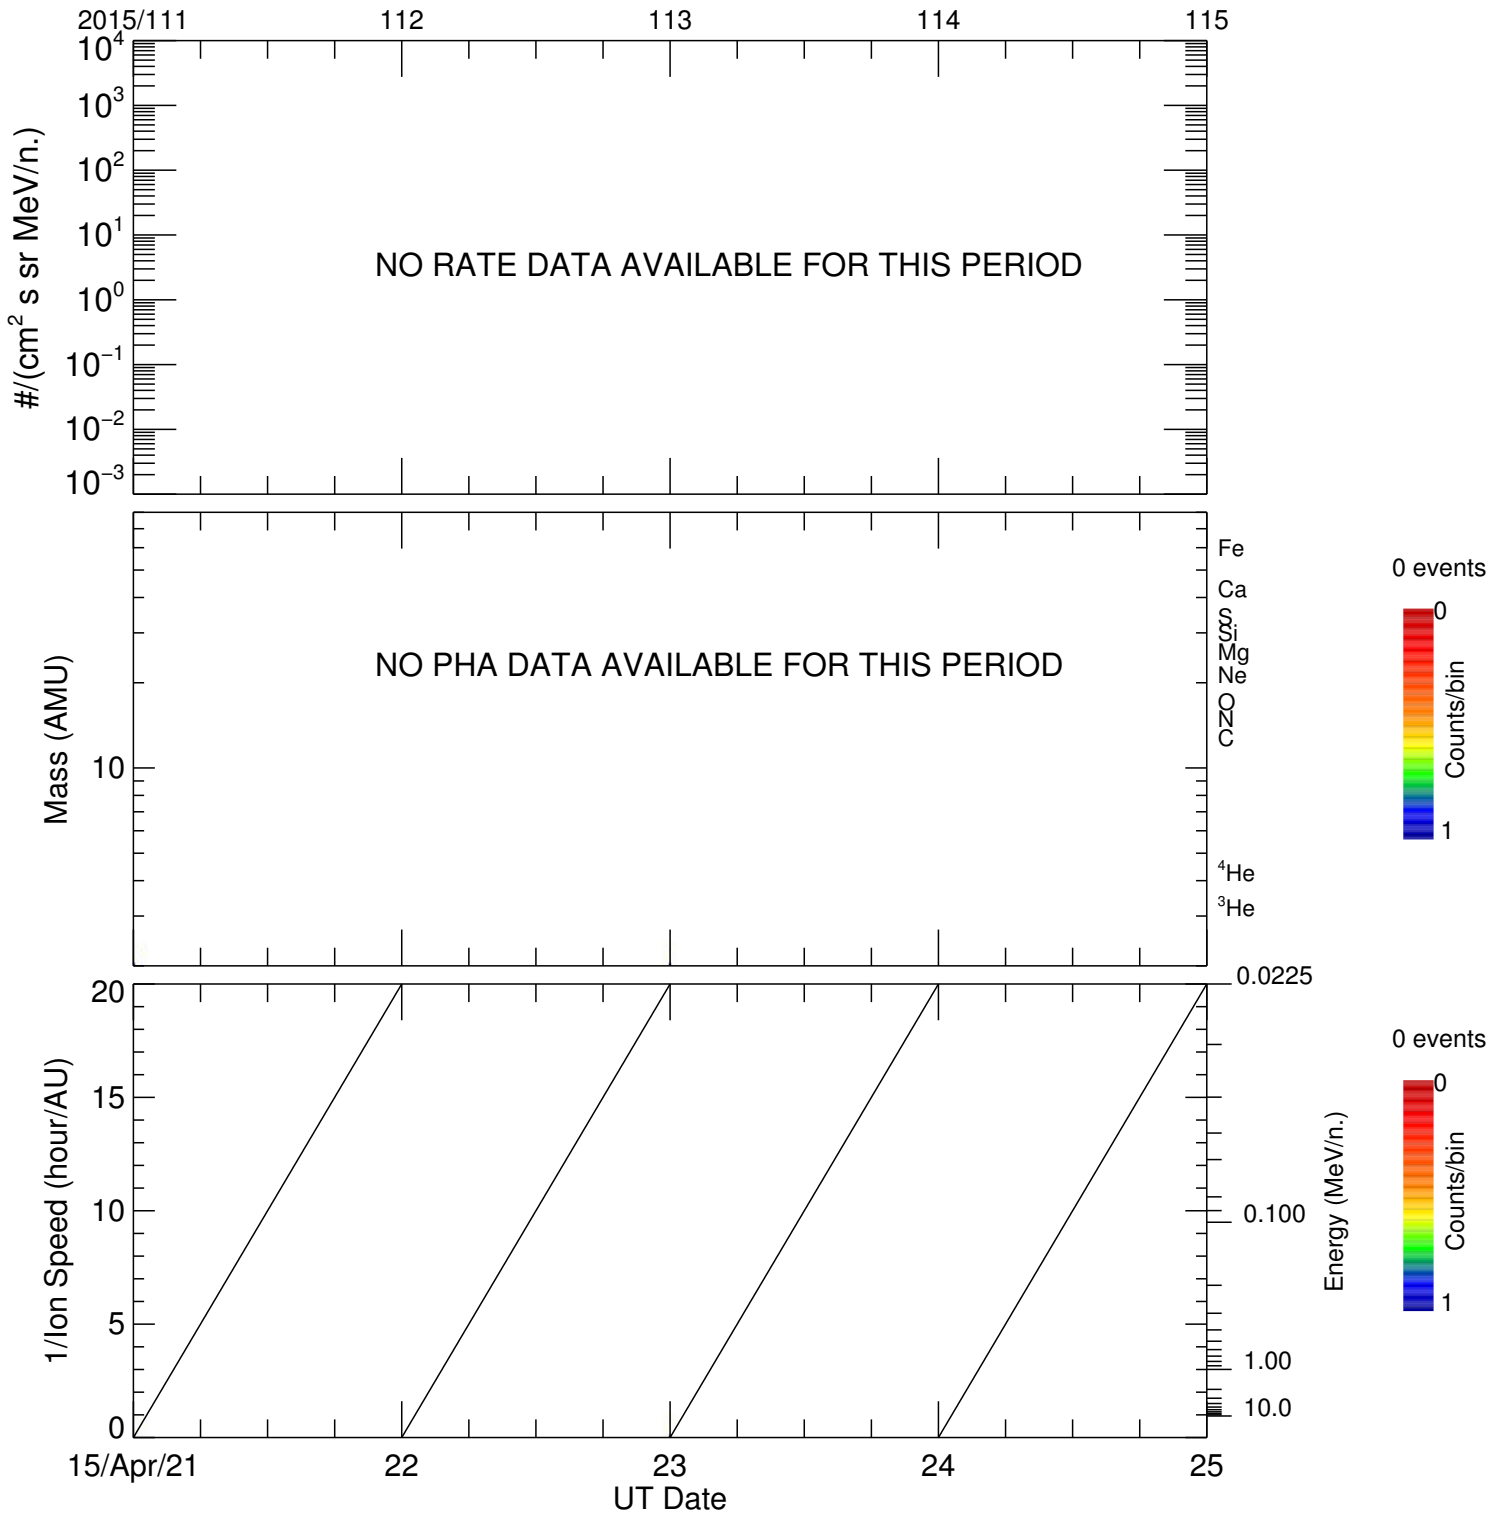 2015/111 112 113 114 115
10^4
10^3
10^2
10^1
10^0
10^−1
10^−2
10^−3
#/(cm^2 s sr MeV/n.)
NO RATE DATA AVAILABLE FOR THIS PERIOD
Mass (AMU)
10
NO PHA DATA AVAILABLE FOR THIS PERIOD
Fe
Ca
S
Si
Mg
Ne
O
N
C
^4He
^3He
0 events
0
Counts/bin
1
1/Ion Speed (hour/AU)
20
15
10
5
0
0.0225
0.100
1.00
10.0
Energy (MeV/n.)
0 events
0
Counts/bin
1
15/Apr/21 22 23 24 25
UT Date